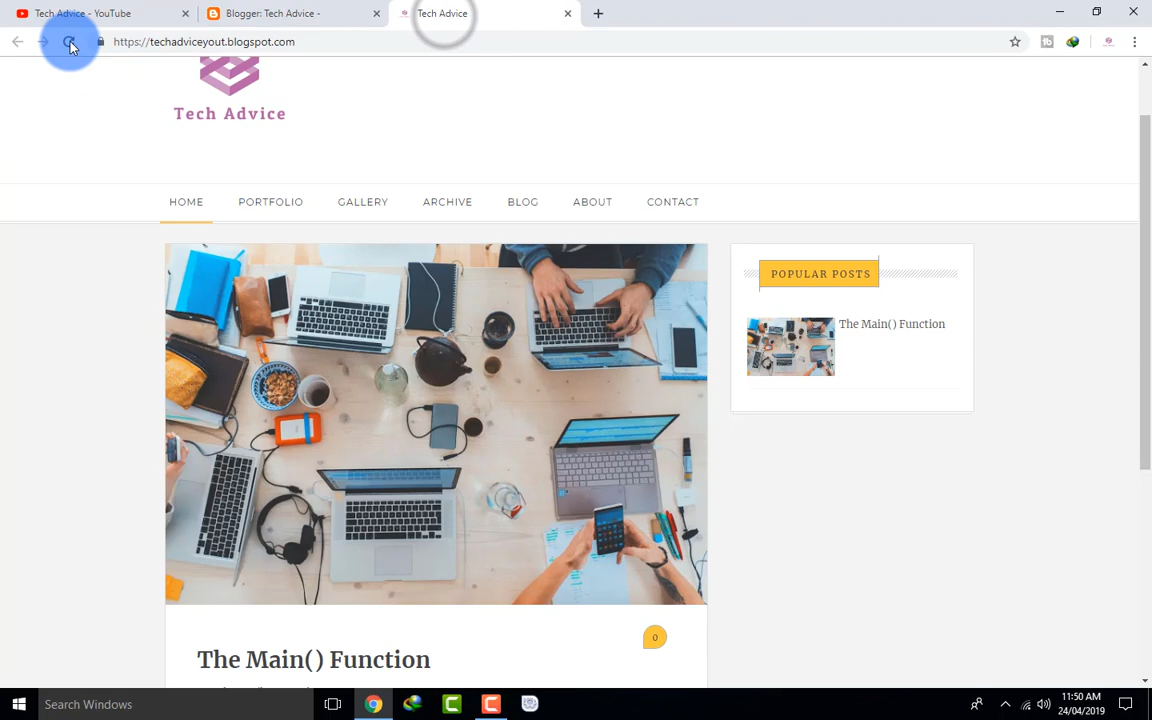 Tech Advice - YouTube
Blogger: Tech Advice -
Tech Advice
https://techadviceyout.blogspot.com
Tech Advice
HOME PORTFOLIO GALLERY ARCHIVE BLOG ABOUT CONTACT
POPULAR POSTS
The Main() Function
0
The Main() Function
Search Windows
11:50 AM
24/04/2019